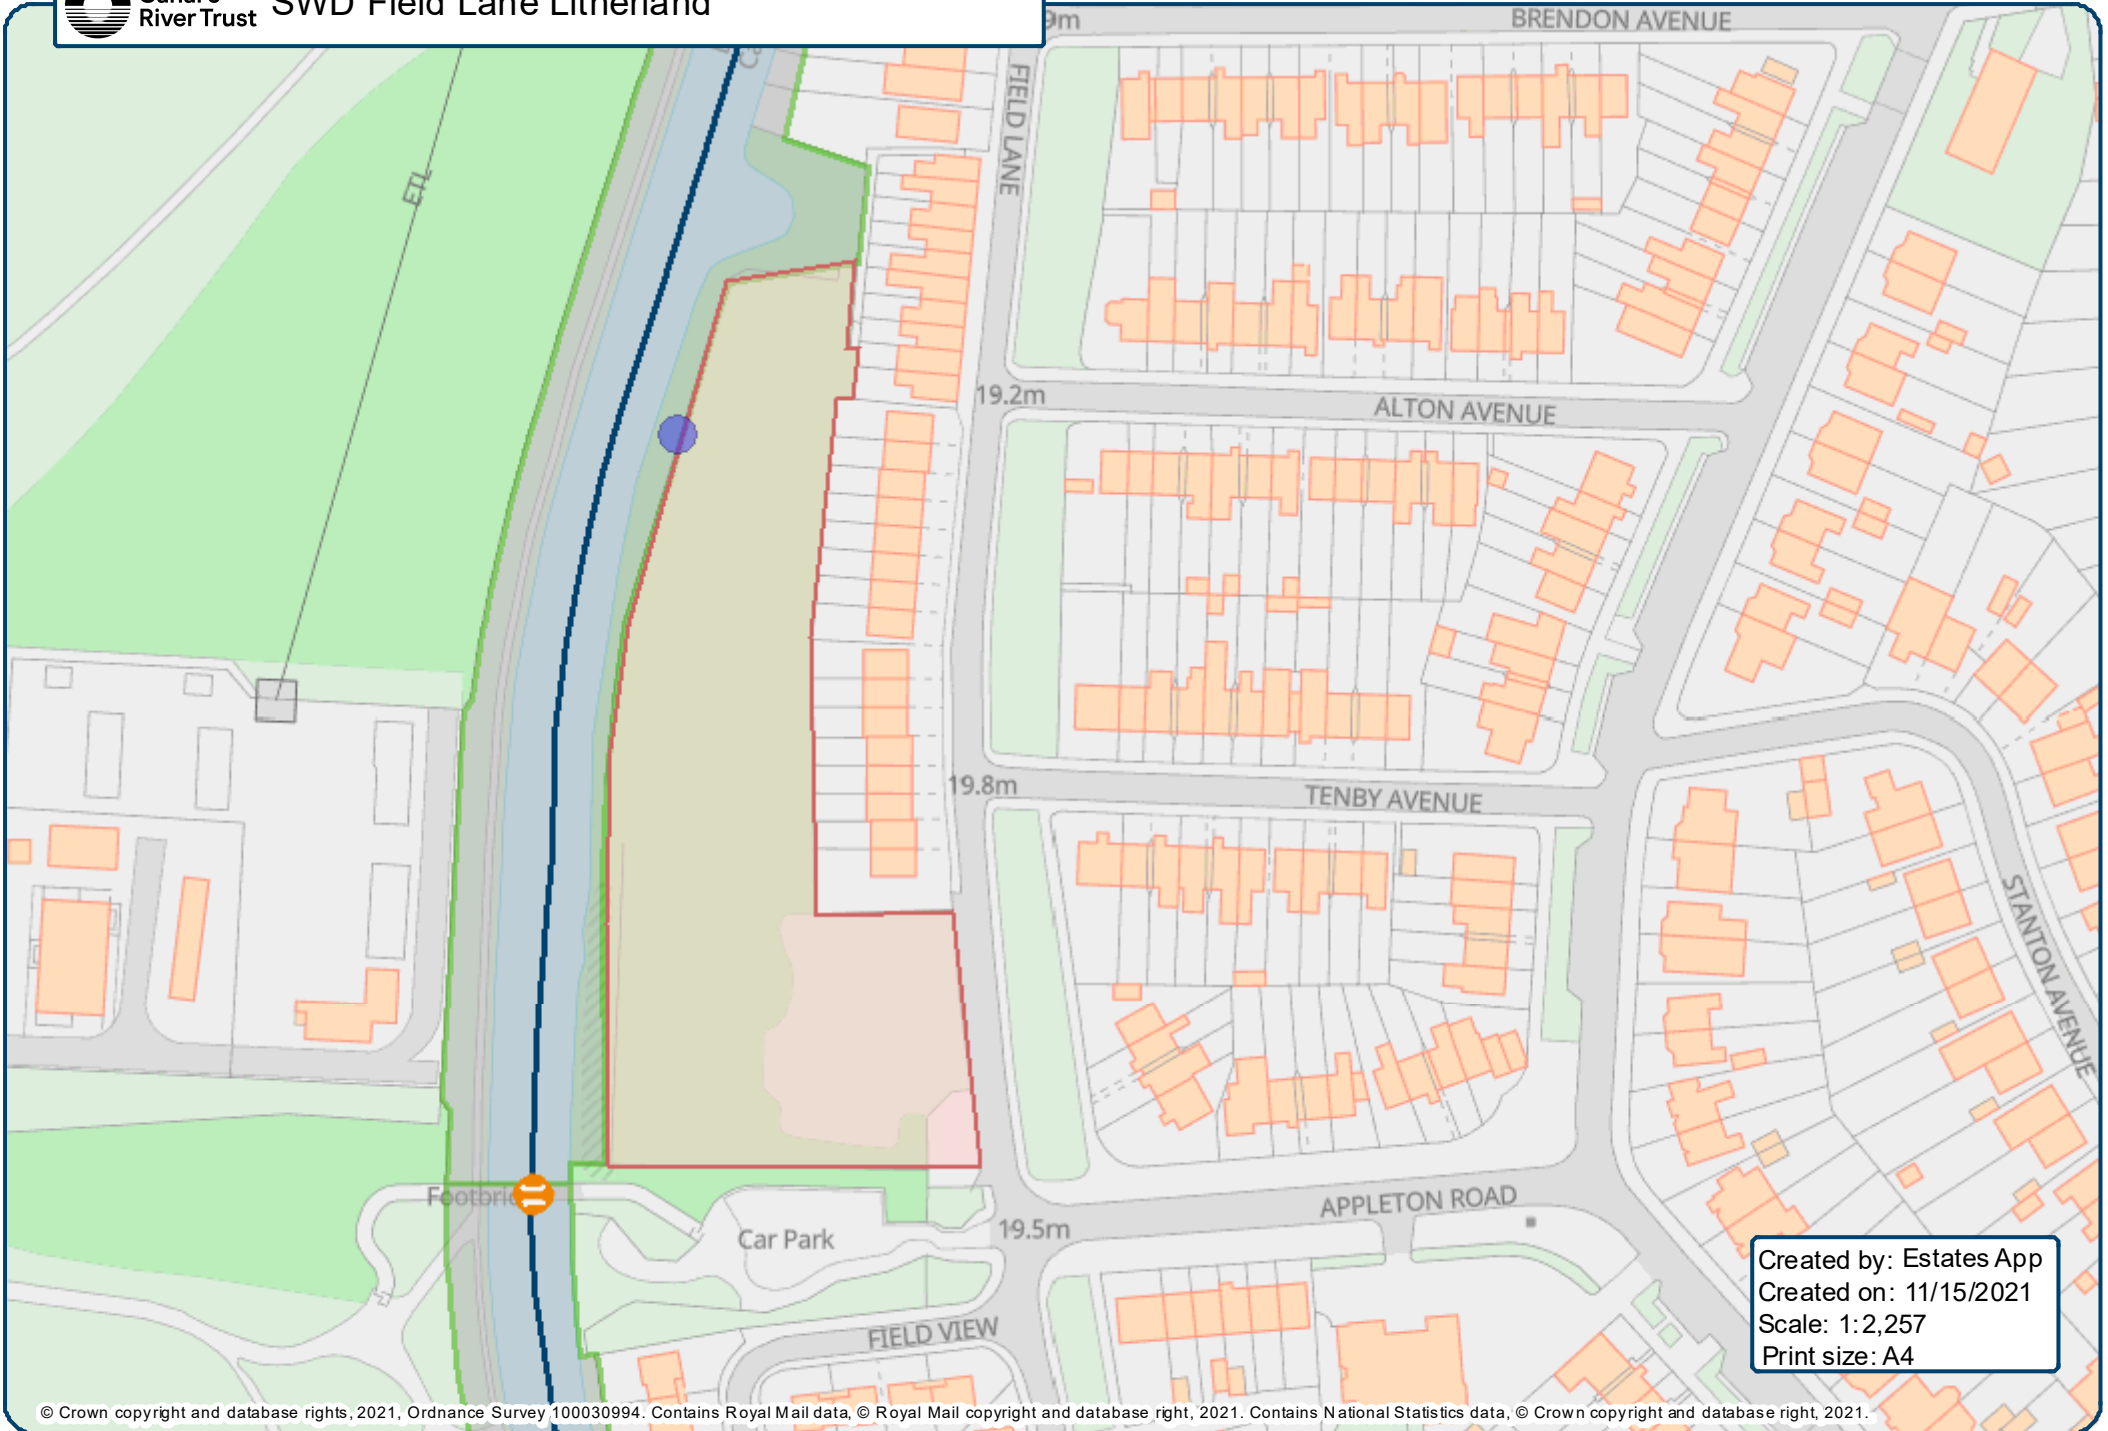 River Trust
SWD Field Lane Litherland
BRENDON AVENUE
FIELD LANE
ETL
19.2m
ALTON AVENUE
19.8m
TENBY AVENUE
STANTON AVENUE
APPLETON ROAD
19.5m
Car Park
FIELD VIEW
Created by: Estates App
Created on: 11/15/2021
Scale: 1:2,257
Print size: A4
© Crown copyright and database rights, 2021, Ordnance Survey 100030994. Contains Royal Mail data, © Royal Mail copyright and database right, 2021. Contains National Statistics data, © Crown copyright and database right, 2021.